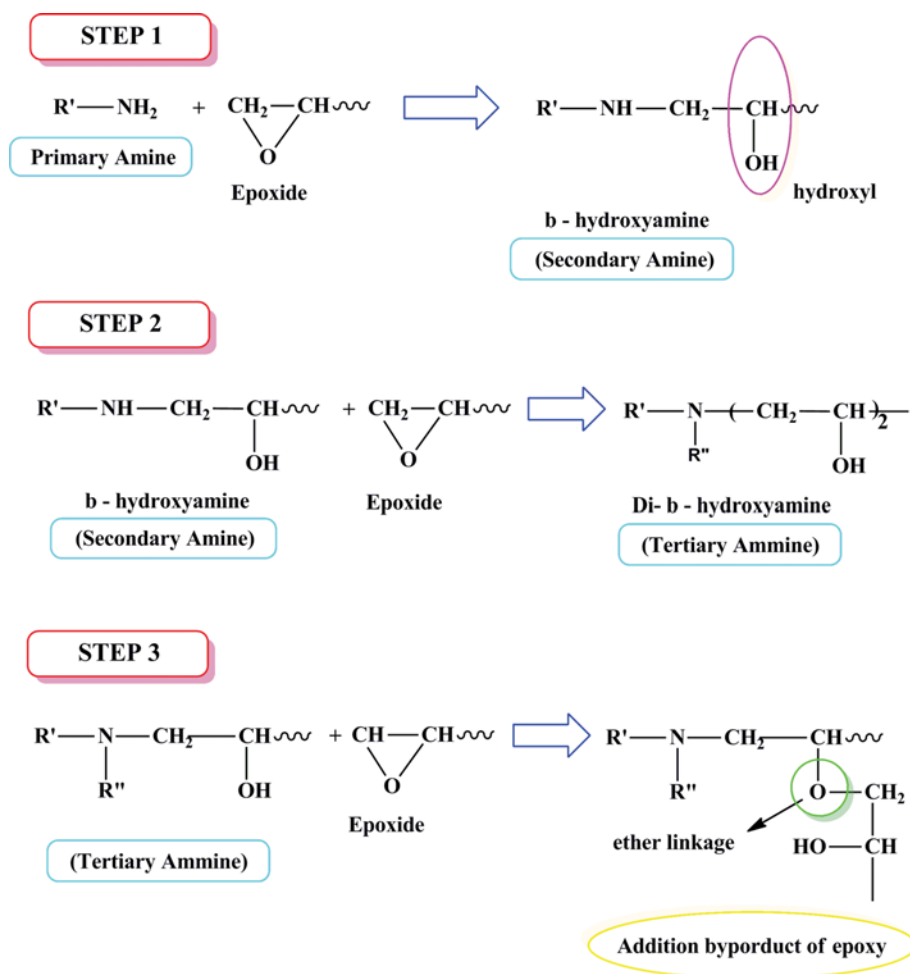 STEP 1
R'—NH₂ + CH₂—CH
O
Primary Amine
Epoxide
R'—NH—CH₂—CH
OH
hydroxyl
b - hydroxyamine
(Secondary Amine)
STEP 2
R'—NH—CH₂—CH + CH₂—CH
OH
O
b - hydroxyamine
(Secondary Amine)
Epoxide
R'—N—(CH₂—CH)₂—
R"
OH
Di- b - hydroxyamine
(Tertiary Ammine)
STEP 3
R'—N—CH₂—CH + CH—CH
R"
OH
O
(Tertiary Ammine)
Epoxide
R'—N—CH₂—CH
R"
O—CH₂
ether linkage
HO—CH
Addition byporduct of epoxy